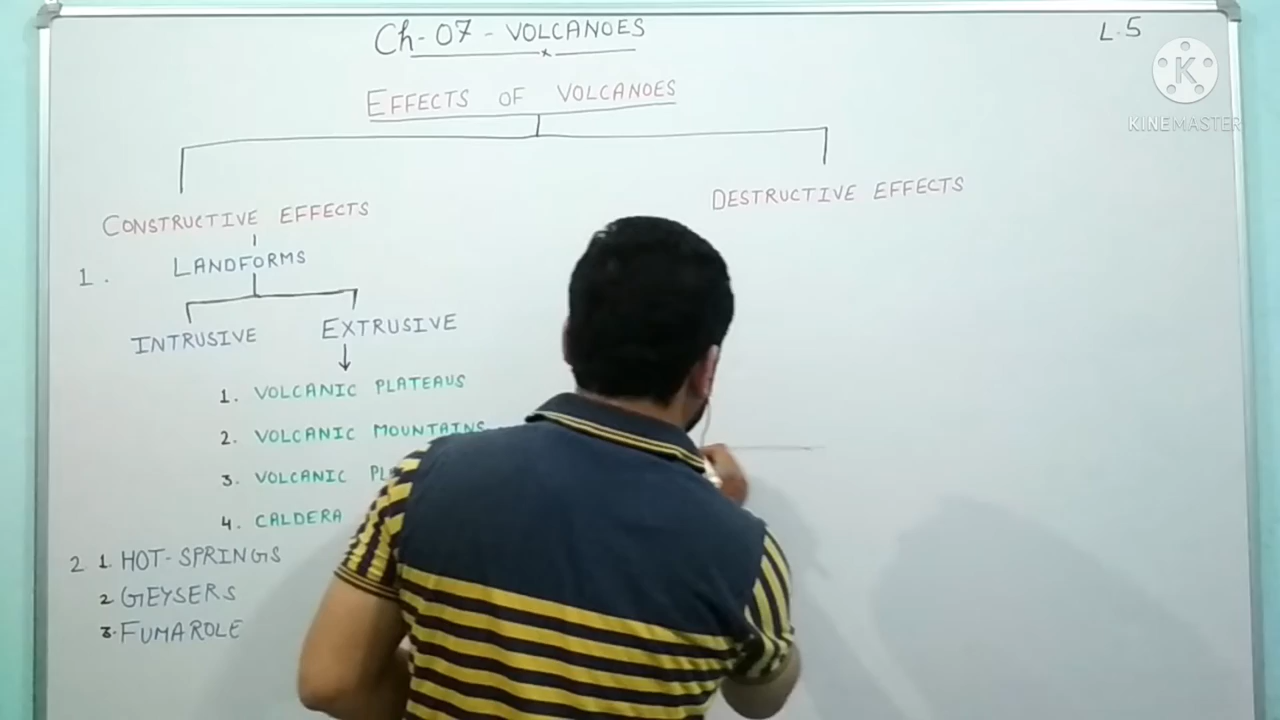 Ch-07 - VOLCANOES
L.5
K
KINEMASTER
EFFECTS OF VOLCANOES
CONSTRUCTIVE EFFECTS
DESTRUCTIVE EFFECTS
1. LANDFORMS
INTRUSIVE EXTRUSIVE
1. VOLCANIC PLATEAUS
2. VOLCANIC MOUNTAINS
3. VOLCANIC
4. CALDERA
2 1. HOT-SPRINGS
2 GEYSERS
3. FUMAROLE